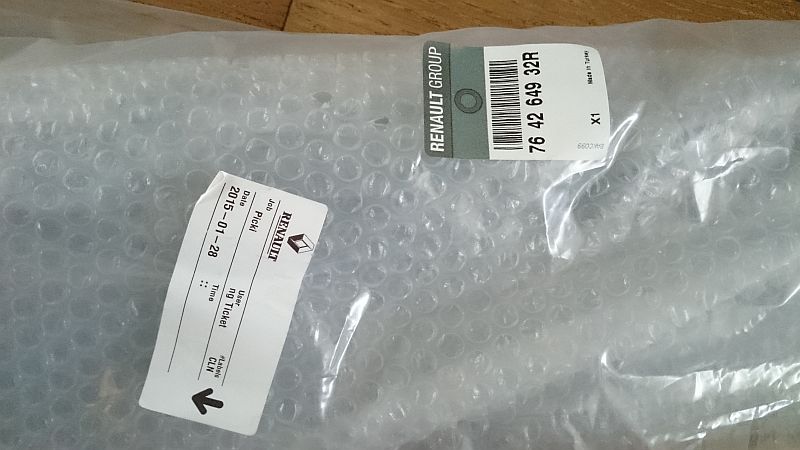 RENAULT GROUP
76 42 649 32R
X1
Made in Turkey
RENAULT
Job
User
#Labels
Picki
ng Ticket
CLN
Date
Time
2015-01-28
::